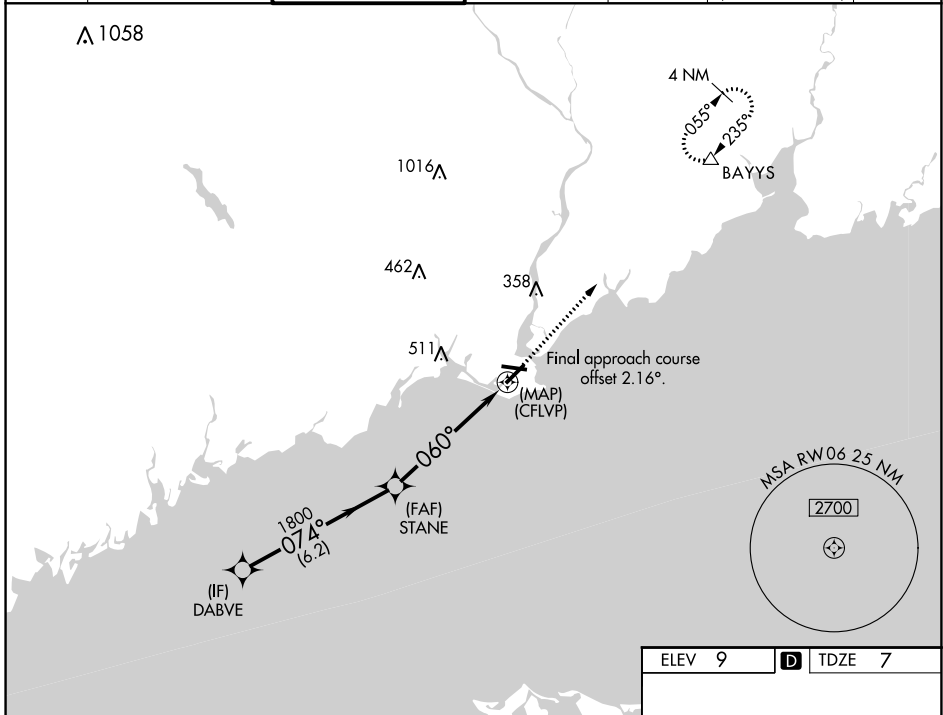 1058
4 NM
055°
235°
BAYYS
1016
462
358
511
Final approach course
offset 2.16°.
(MAP)
(CFLVP)
060°
MSA RW06 25 NM
2700
(FAF)
STANE
1800
074°
(6.2)
(IF)
DABVE
ELEV 9 D TDZE 7